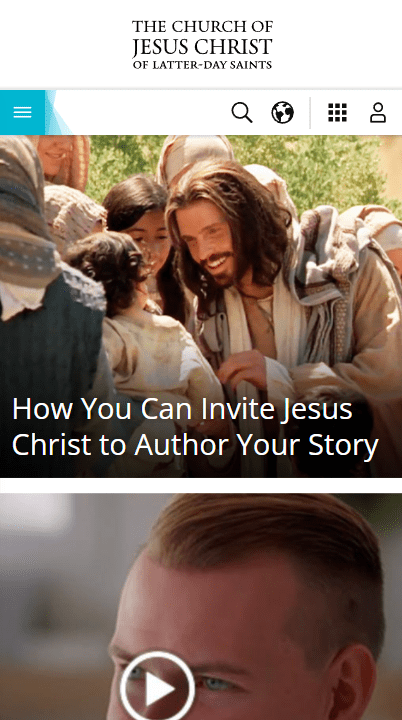 THE CHURCH OF
JESUS CHRIST
OF LATTER-DAY SAINTS
How You Can Invite Jesus
Christ to Author Your Story